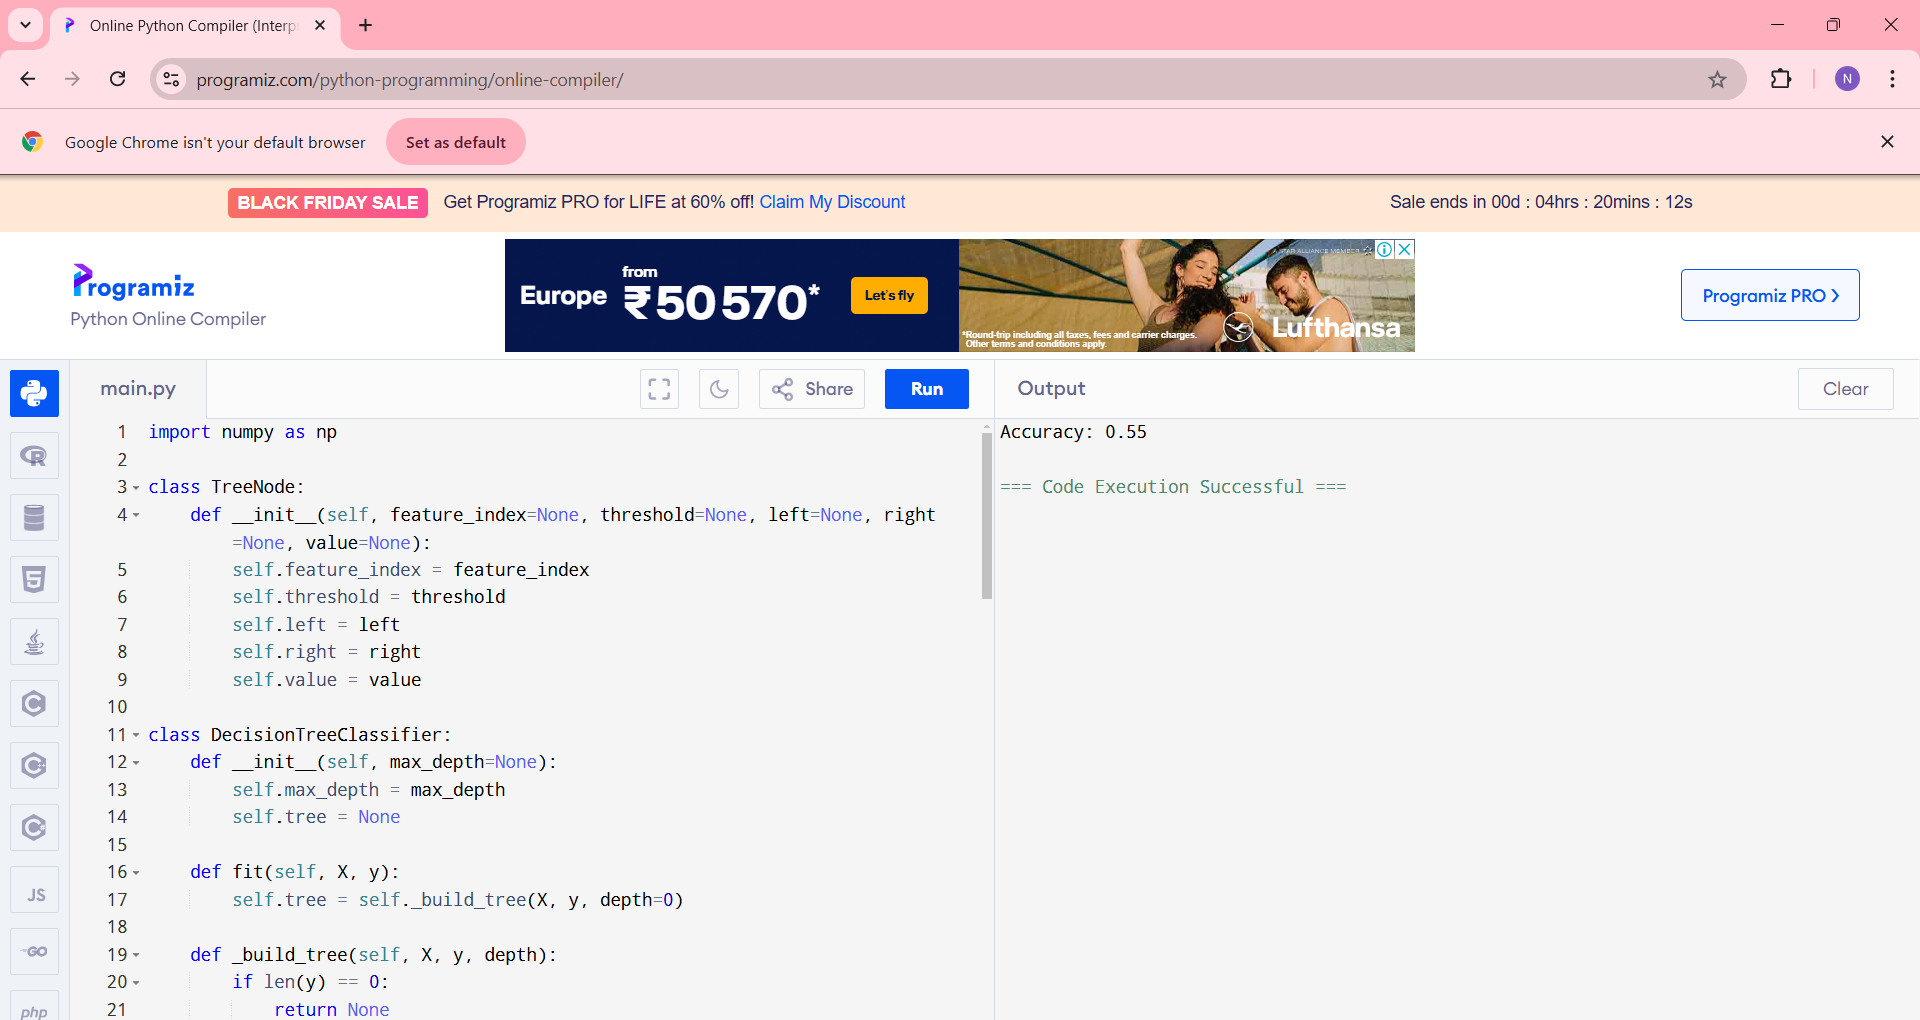 Online Python Compiler (Interp
programiz.com/python-programming/online-compiler/
N
Google Chrome isn't your default browser
Set as default
BLACK FRIDAY SALE Get Programiz PRO for LIFE at 60% off! Claim My Discount
Sale ends in 00d : 04hrs : 20mins : 12s
Programiz
Python Online Compiler
Europe from ₹50 570*
Let's fly
A STAR ALLIANCE MEMBER
*Round-trip including all taxes, fees and carrier charges.
Other terms and conditions apply.
Lufthansa
Programiz PRO
main.py
Share
Run
Output
Clear
1 import numpy as np
2
3 class TreeNode:
4 def __init__(self, feature_index=None, threshold=None, left=None, right
=None, value=None):
5 self.feature_index = feature_index
6 self.threshold = threshold
7 self.left = left
8 self.right = right
9 self.value = value
10
11 class DecisionTreeClassifier:
12 def __init__(self, max_depth=None):
13 self.max_depth = max_depth
14 self.tree = None
15
16 def fit(self, X, y):
17 self.tree = self._build_tree(X, y, depth=0)
18
19 def _build_tree(self, X, y, depth):
20 if len(y) == 0:
21 return None
Accuracy: 0.55
=== Code Execution Successful ===
R
5
C
C
C
JS
GO
php